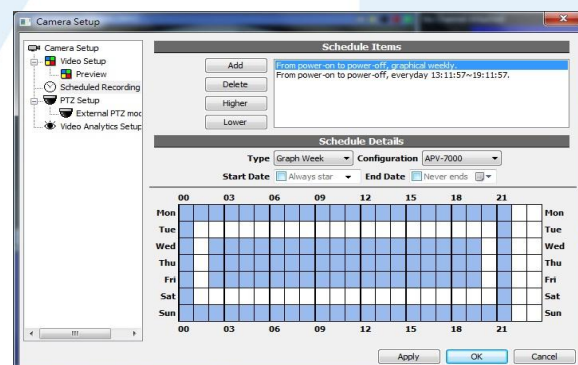 Camera Setup
Camera Setup
Video Setup
Preview
Scheduled Recording
PTZ Setup
External PTZ mod
Video Analytics Setup
Schedule Items
Add
Delete
Higher
Lower
From power-on to power-off, graphical weekly.
From power-on to power-off, everyday 13:11:57~19:11:57.
Schedule Details
Type Graph Week Configuration APV-7000
Start Date Always star End Date Never ends
00 03 06 09 12 15 18 21
Mon Mon
Tue Tue
Wed Wed
Thu Thu
Fri Fri
Sat Sat
Sun Sun
00 03 06 09 12 15 18 21
Apply OK Cancel